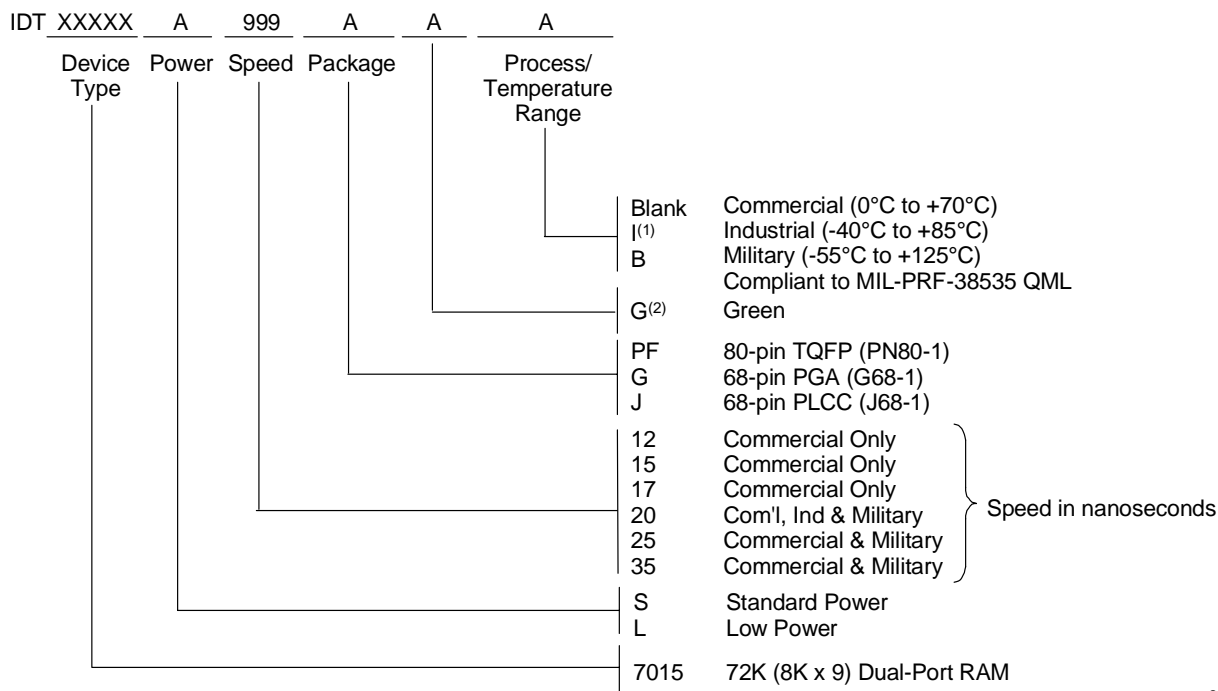 IDT XXXXX A 999 A A A
Device Type Power Speed Package Process/ Temperature Range
Blank Commercial (0°C to +70°C)
I(1) Industrial (-40°C to +85°C)
B Military (-55°C to +125°C)
Compliant to MIL-PRF-38535 QML
G(2) Green
PF 80-pin TQFP (PN80-1)
G 68-pin PGA (G68-1)
J 68-pin PLCC (J68-1)
12 Commercial Only
15 Commercial Only
17 Commercial Only
20 Com'l, Ind & Military
25 Commercial & Military
35 Commercial & Military
Speed in nanoseconds
S Standard Power
L Low Power
7015 72K (8K x 9) Dual-Port RAM